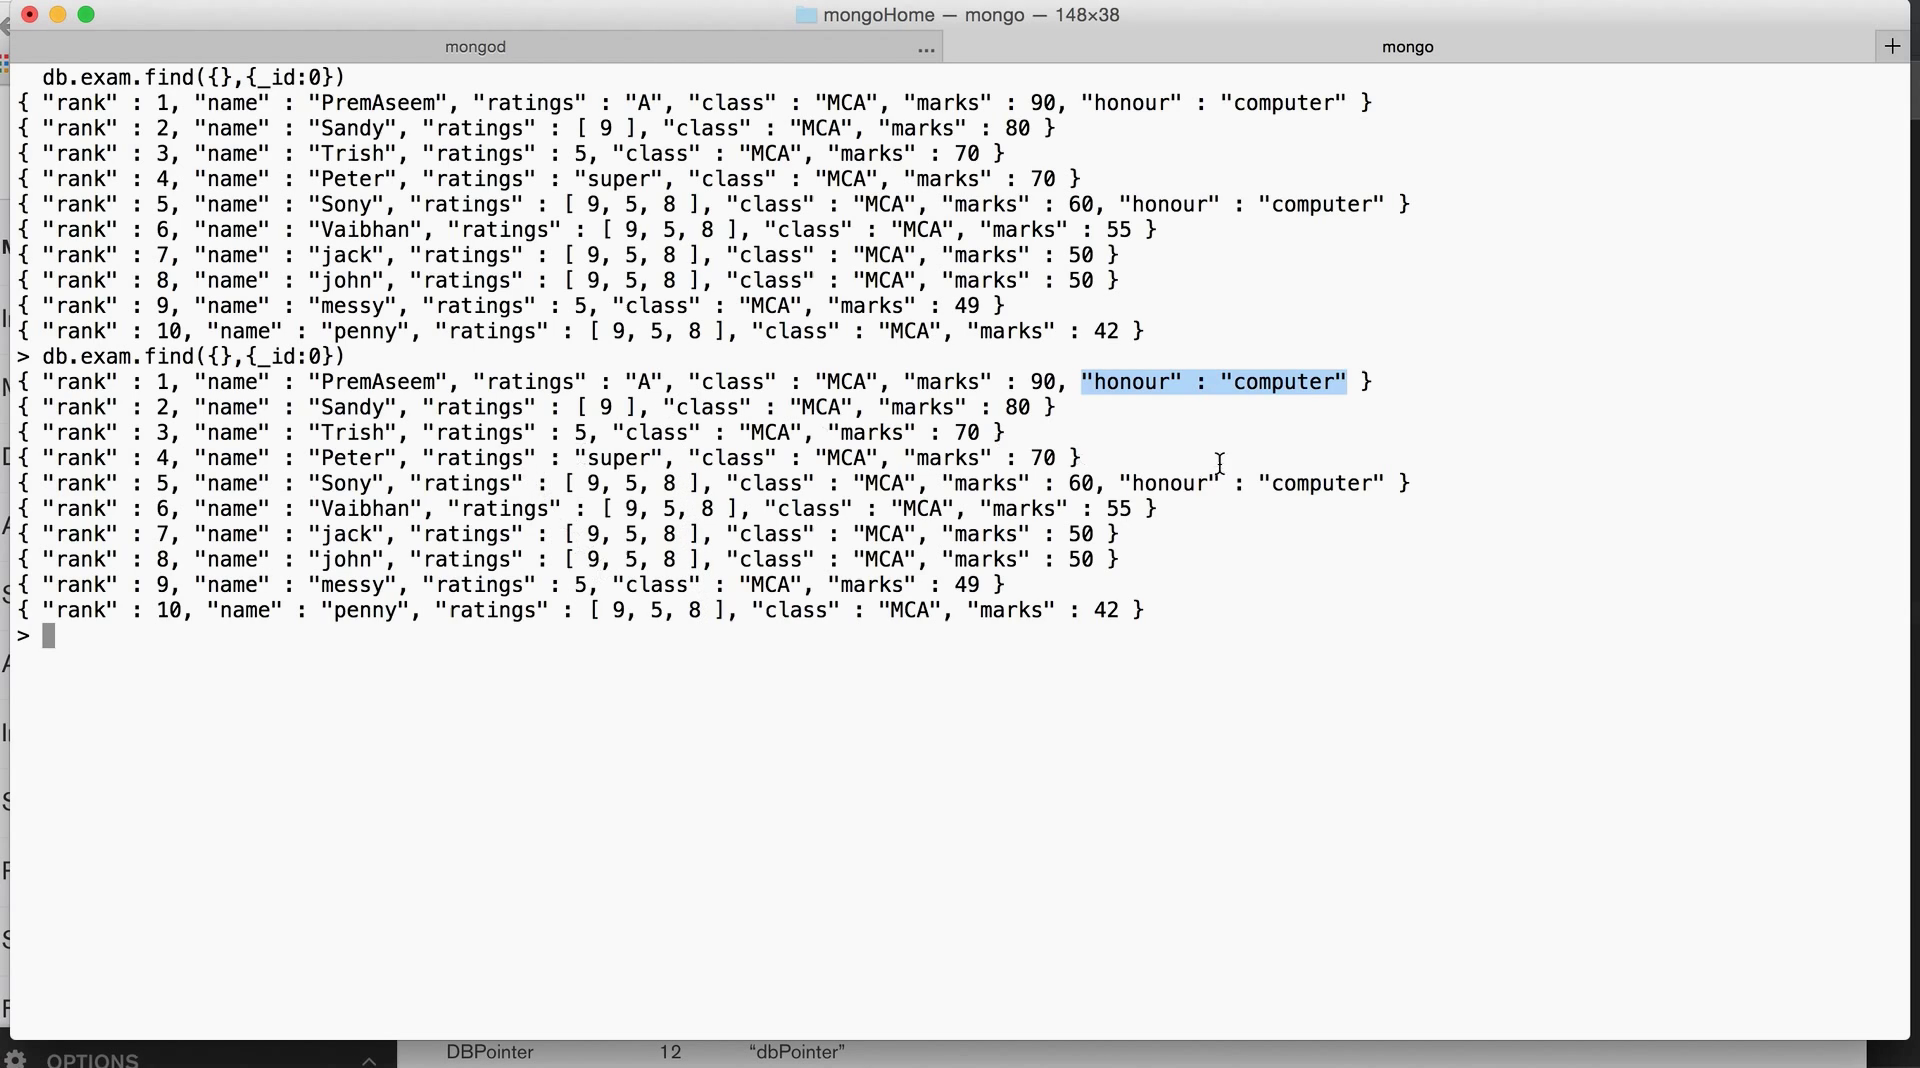 mongoHome — mongo — 148×38
mongod
...
mongo
+
db.exam.find({},{_id:0})
{ "rank" : 1, "name" : "PremAseem", "ratings" : "A", "class" : "MCA", "marks" : 90, "honour" : "computer" }
{ "rank" : 2, "name" : "Sandy", "ratings" : [ 9 ], "class" : "MCA", "marks" : 80 }
{ "rank" : 3, "name" : "Trish", "ratings" : 5, "class" : "MCA", "marks" : 70 }
{ "rank" : 4, "name" : "Peter", "ratings" : "super", "class" : "MCA", "marks" : 70 }
{ "rank" : 5, "name" : "Sony", "ratings" : [ 9, 5, 8 ], "class" : "MCA", "marks" : 60, "honour" : "computer" }
{ "rank" : 6, "name" : "Vaibhan", "ratings" : [ 9, 5, 8 ], "class" : "MCA", "marks" : 55 }
{ "rank" : 7, "name" : "jack", "ratings" : [ 9, 5, 8 ], "class" : "MCA", "marks" : 50 }
{ "rank" : 8, "name" : "john", "ratings" : [ 9, 5, 8 ], "class" : "MCA", "marks" : 50 }
{ "rank" : 9, "name" : "messy", "ratings" : 5, "class" : "MCA", "marks" : 49 }
{ "rank" : 10, "name" : "penny", "ratings" : [ 9, 5, 8 ], "class" : "MCA", "marks" : 42 }
> db.exam.find({},{_id:0})
{ "rank" : 1, "name" : "PremAseem", "ratings" : "A", "class" : "MCA", "marks" : 90, "honour" : "computer" }
{ "rank" : 2, "name" : "Sandy", "ratings" : [ 9 ], "class" : "MCA", "marks" : 80 }
{ "rank" : 3, "name" : "Trish", "ratings" : 5, "class" : "MCA", "marks" : 70 }
{ "rank" : 4, "name" : "Peter", "ratings" : "super", "class" : "MCA", "marks" : 70 }
{ "rank" : 5, "name" : "Sony", "ratings" : [ 9, 5, 8 ], "class" : "MCA", "marks" : 60, "honour" : "computer" }
{ "rank" : 6, "name" : "Vaibhan", "ratings" : [ 9, 5, 8 ], "class" : "MCA", "marks" : 55 }
{ "rank" : 7, "name" : "jack", "ratings" : [ 9, 5, 8 ], "class" : "MCA", "marks" : 50 }
{ "rank" : 8, "name" : "john", "ratings" : [ 9, 5, 8 ], "class" : "MCA", "marks" : 50 }
{ "rank" : 9, "name" : "messy", "ratings" : 5, "class" : "MCA", "marks" : 49 }
{ "rank" : 10, "name" : "penny", "ratings" : [ 9, 5, 8 ], "class" : "MCA", "marks" : 42 }
>
OPTIONS
DBPointer 12 “dbPointer”